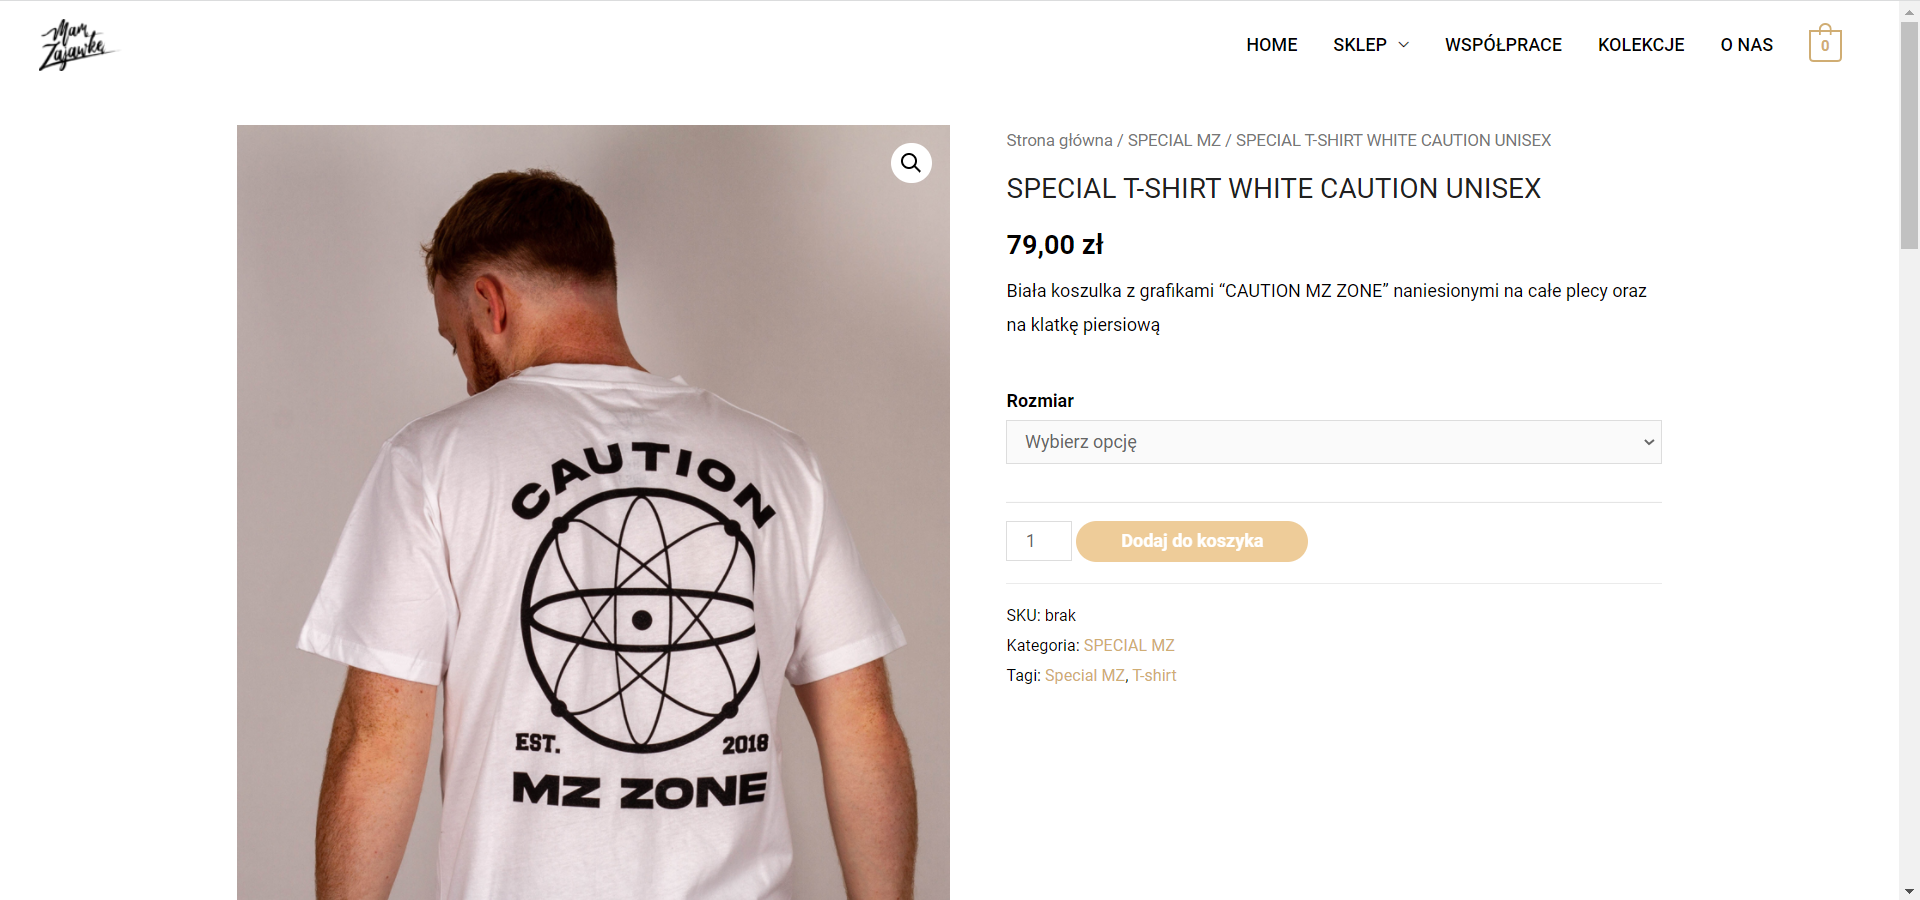 Mam
Zajawkę
HOME
SKLEP
WSPÓŁPRACE
KOLEKCJE
O NAS
0
Strona główna / SPECIAL MZ / SPECIAL T-SHIRT WHITE CAUTION UNISEX
SPECIAL T-SHIRT WHITE CAUTION UNISEX
79,00 zł
Biała koszulka z grafikami “CAUTION MZ ZONE” naniesionymi na całe plecy oraz
na klatkę piersiową
Rozmiar
Wybierz opcję
1
Dodaj do koszyka
SKU: brak
Kategoria: SPECIAL MZ
Tagi: Special MZ, T-shirt
CAUTION
EST. 2018
MZ ZONE